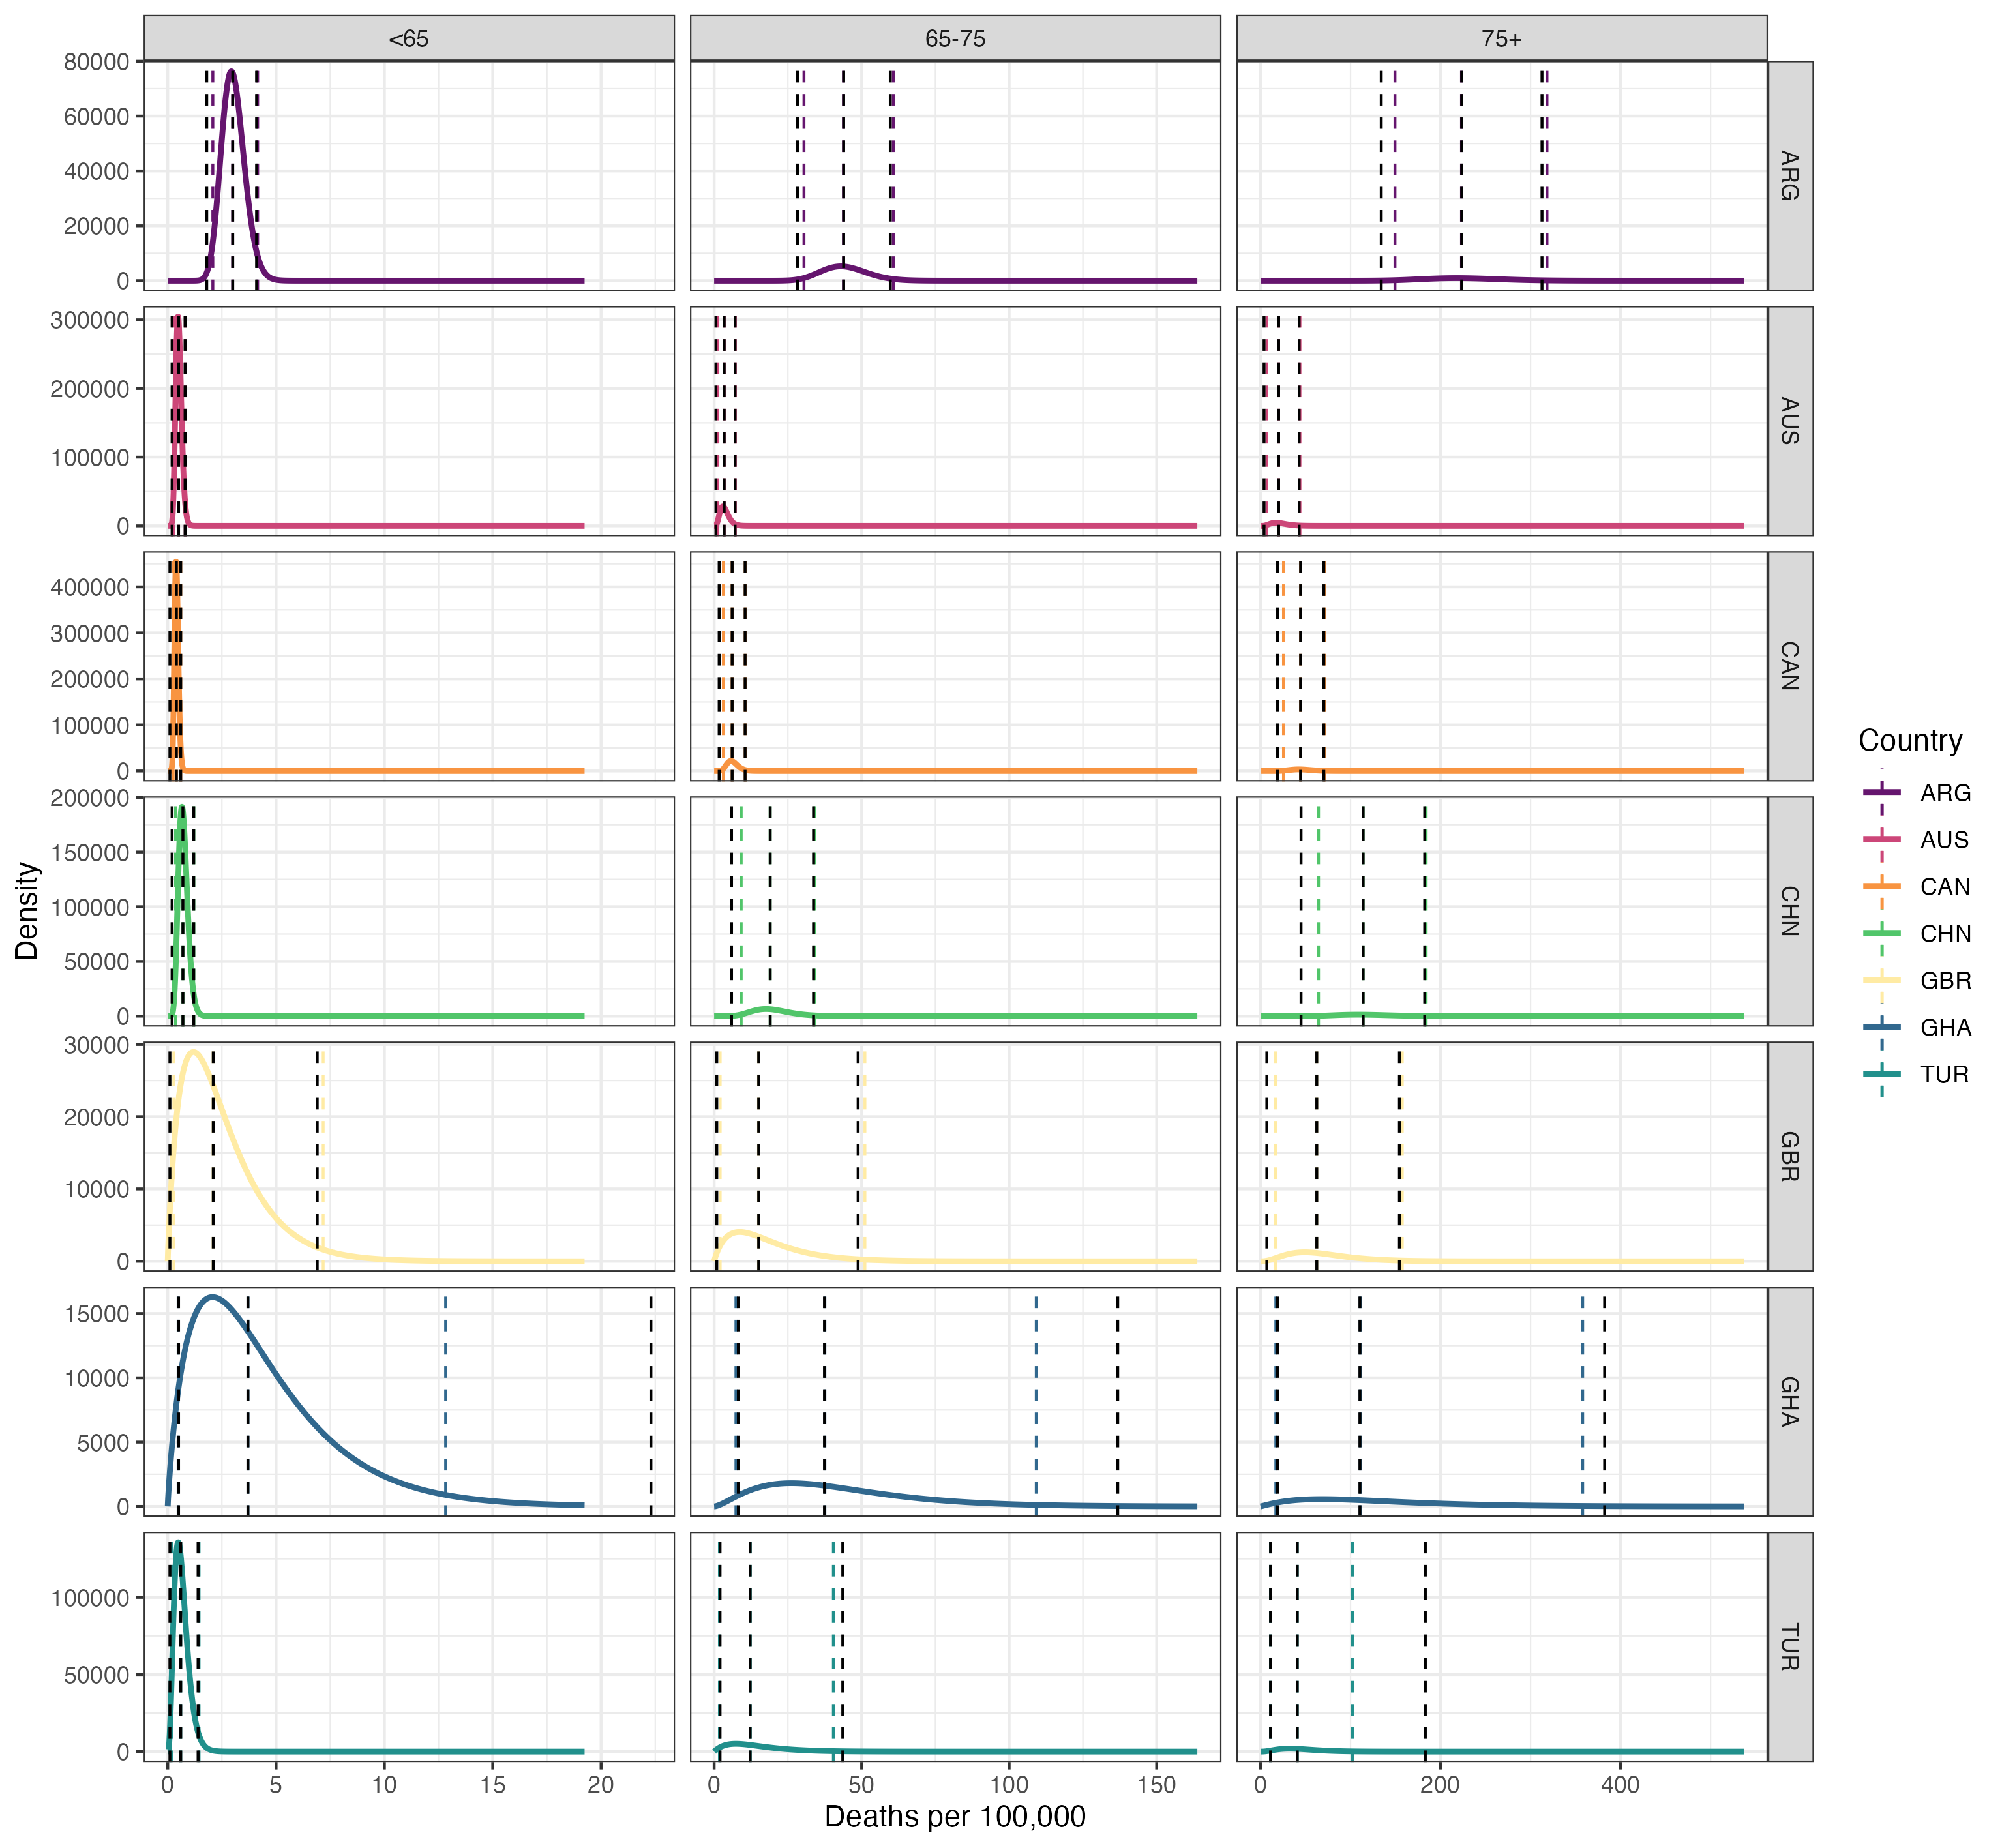 <65 65-75 75+
80000
60000
40000
20000
0
ARG
300000
200000
100000
0
AUS
400000
300000
200000
100000
0
CAN
200000
150000
100000
50000
0
CHN
30000
20000
10000
0
GBR
15000
10000
5000
0
GHA
100000
50000
0
TUR
0 5 10 15 20 0 50 100 150 0 200 400
Deaths per 100,000
Density
Country
ARG
AUS
CAN
CHN
GBR
GHA
TUR